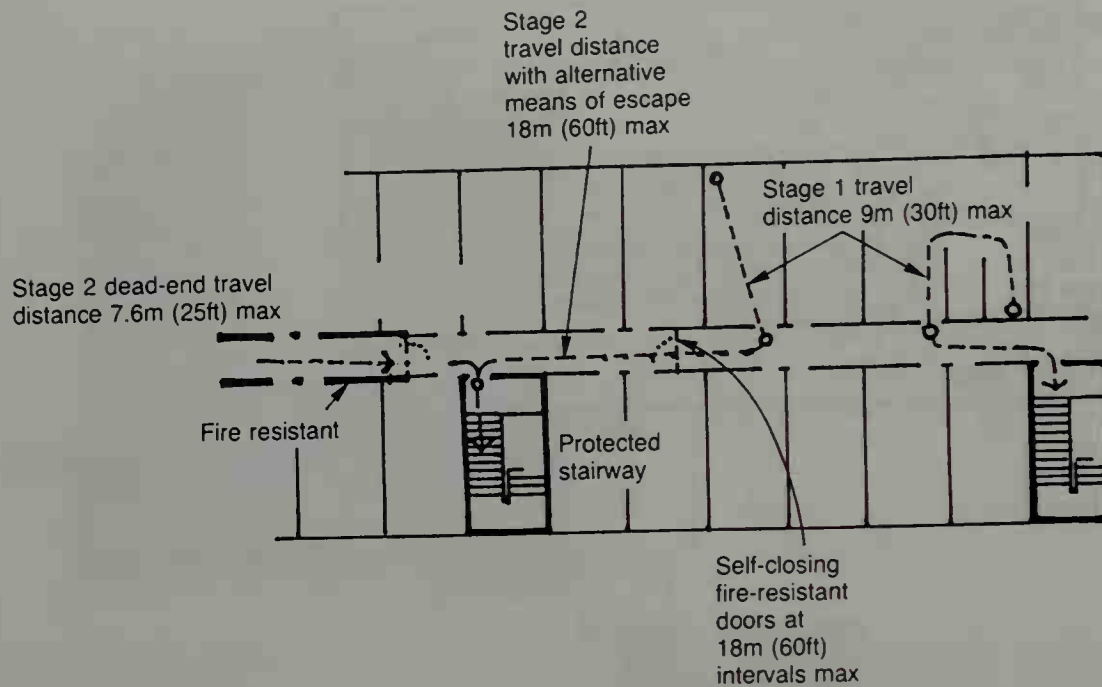 Stage 2
travel distance
with alternative
means of escape
18m (60ft) max
Stage 1 travel
distance 9m (30ft) max
Stage 2 dead-end travel
distance 7.6m (25ft) max
Fire resistant
Protected
stairway
Self-closing
fire-resistant
doors at
18m (60ft)
intervals max